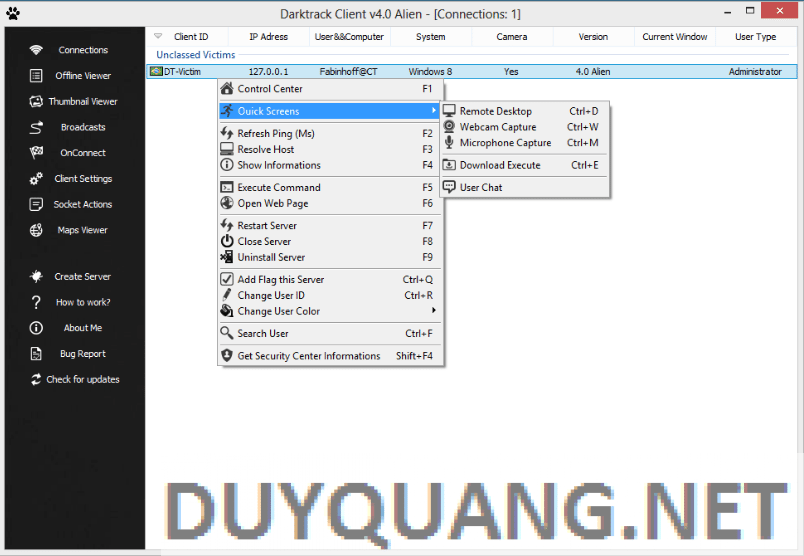 Darktrack Client v4.0 Alien - [Connections: 1]
Client ID IP Adress User&&Computer System Camera Version Current Window User Type
Unclassed Victims
DT-Victim 127.0.0.1 Fabinhoff@CT Windows 8 Yes 4.0 Alien Administrator
Connections
Offline Viewer
Thumbnail Viewer
Broadcasts
OnConnect
Client Settings
Socket Actions
Maps Viewer
Create Server
How to work?
About Me
Bug Report
Check for updates
Control Center F1
Quick Screens
Refresh Ping (Ms) F2
Resolve Host F3
Show Informations F4
Execute Command F5
Open Web Page F6
Restart Server F7
Close Server F8
Uninstall Server F9
Add Flag this Server Ctrl+Q
Change User ID Ctrl+R
Change User Color
Search User Ctrl+F
Get Security Center Informations Shift+F4
Remote Desktop Ctrl+D
Webcam Capture Ctrl+W
Microphone Capture Ctrl+M
Download Execute Ctrl+E
User Chat
DUYQUANG.NET